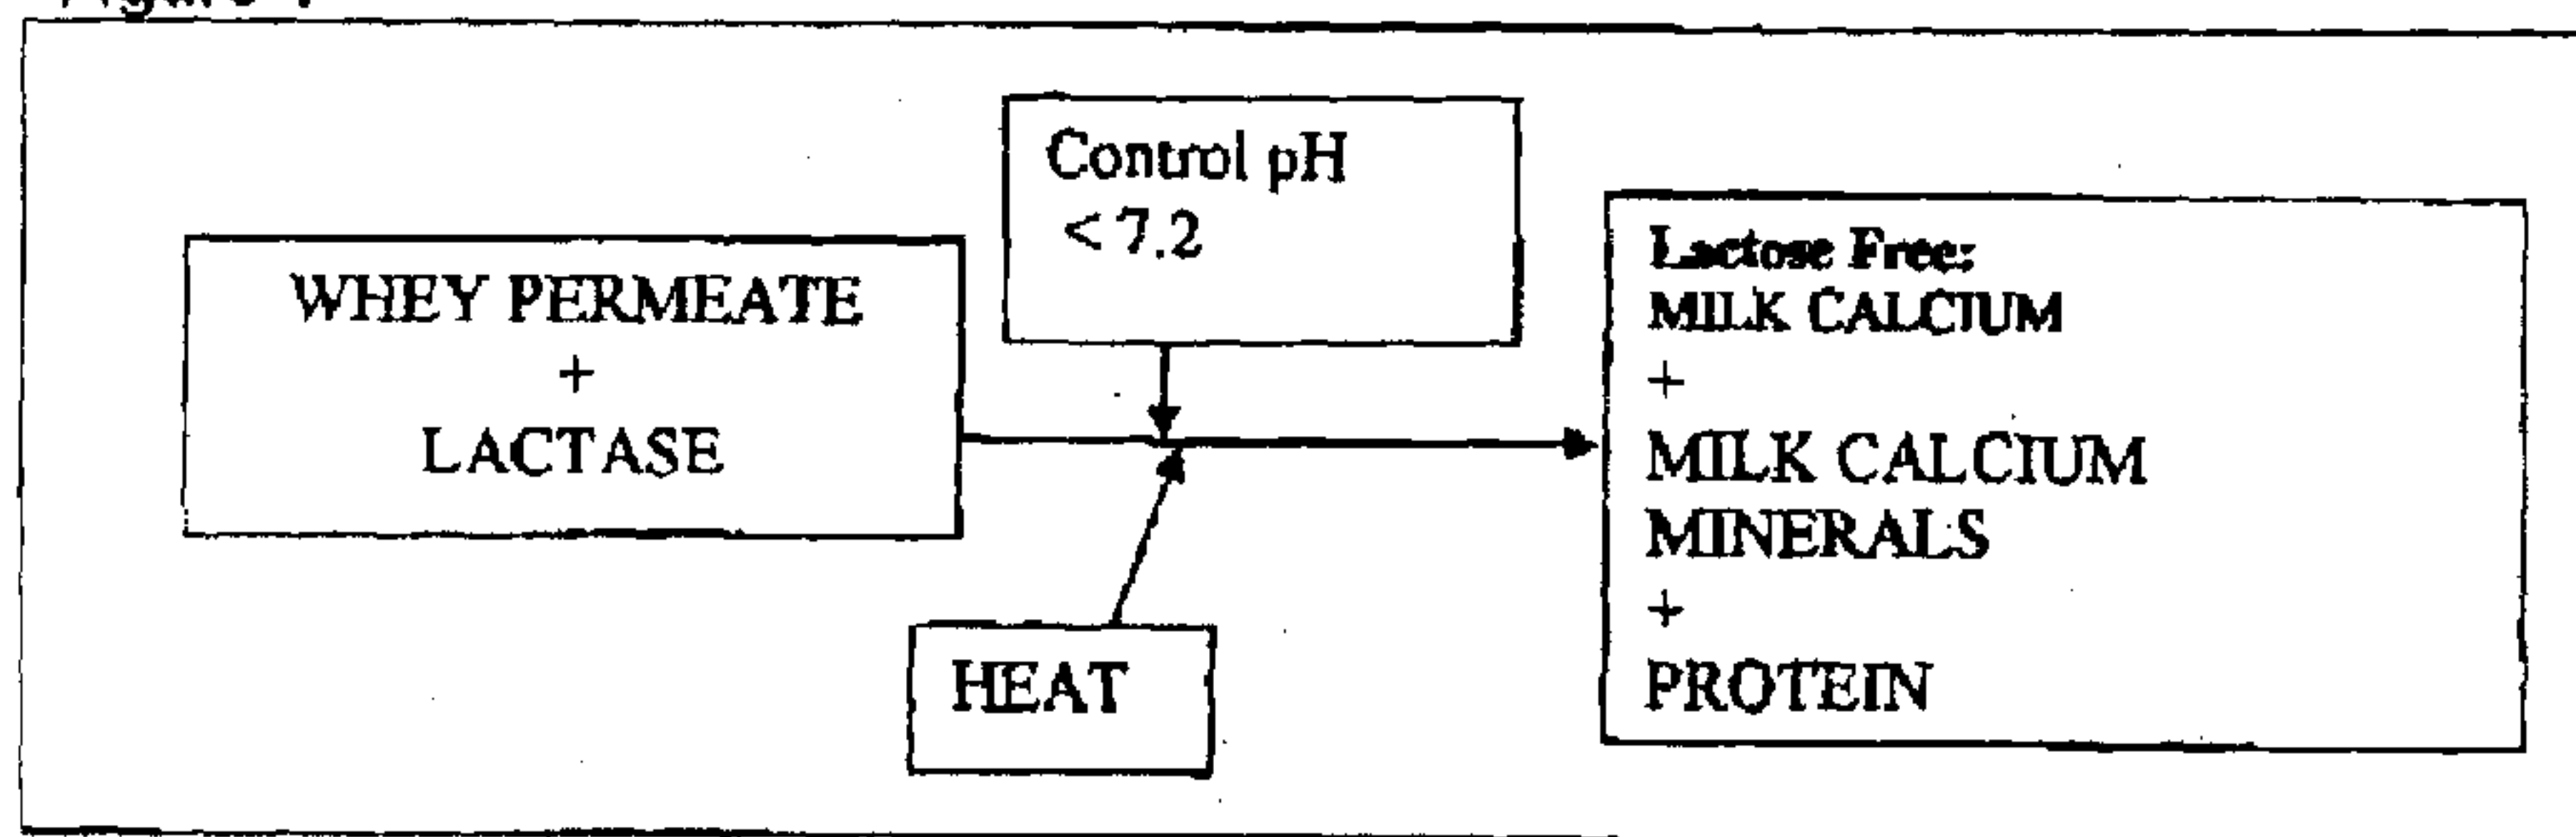 WHEY PERMEATE
+
LACTASE
Control pH
< 7.2
HEAT
Lactose Free:
MILK CALCIUM
+
MILK CALCIUM
MINERALS
+
PROTEIN